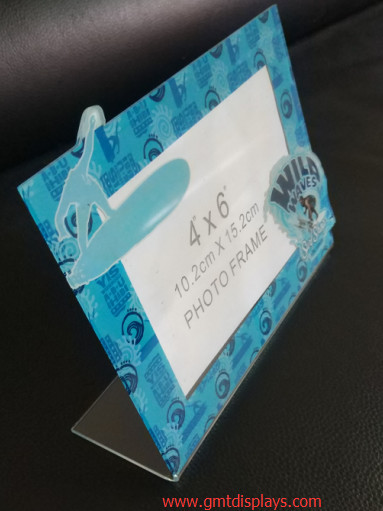 4" x 6"
10.2cm X 15.2cm
PHOTO FRAME
WILD
WAVES
www.gmtdisplays.com